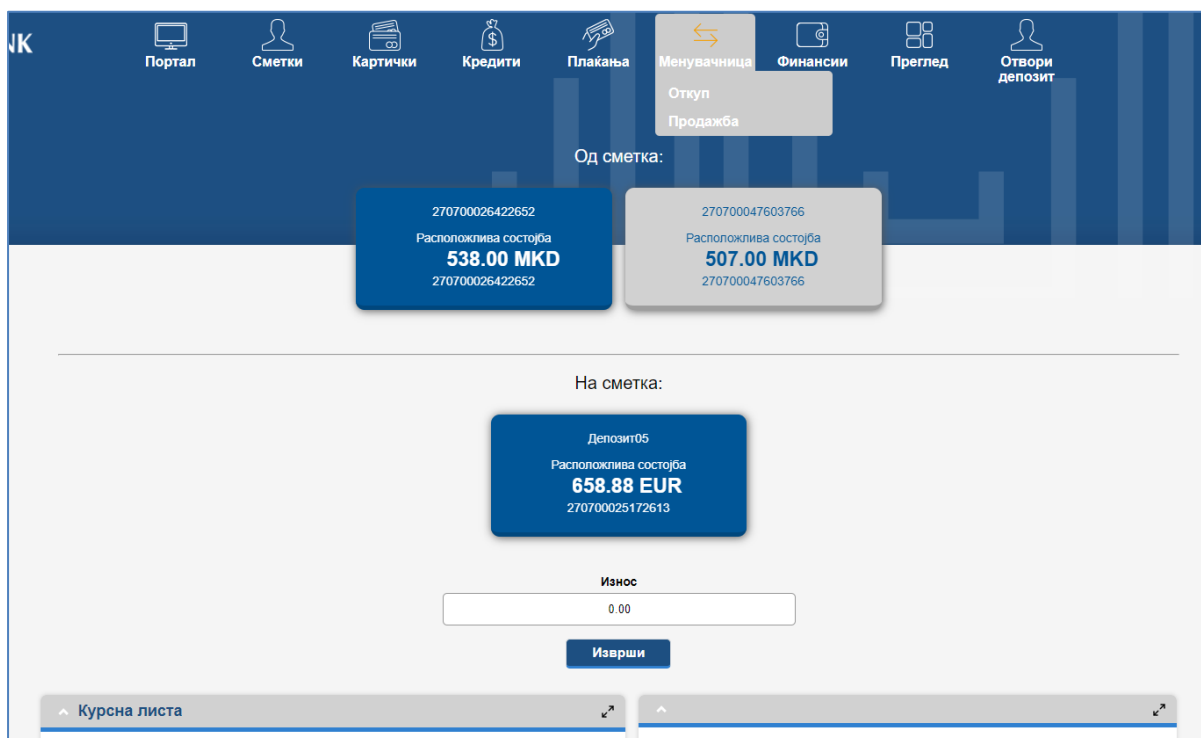 NK
Портал
Сметки
Картички
Кредити
Плаќања
Менувачница
Финансии
Преглед
Отвори
депозит
Откуп
Продажба
Од сметка:
270700026422652
Расположлива состојба
538.00 MKD
270700026422652
270700047603766
Расположлива состојба
507.00 MKD
270700047603766
На сметка:
Депозит05
Расположлива состојба
658.88 EUR
270700025172613
Износ
0.00
Изврши
Курсна листа